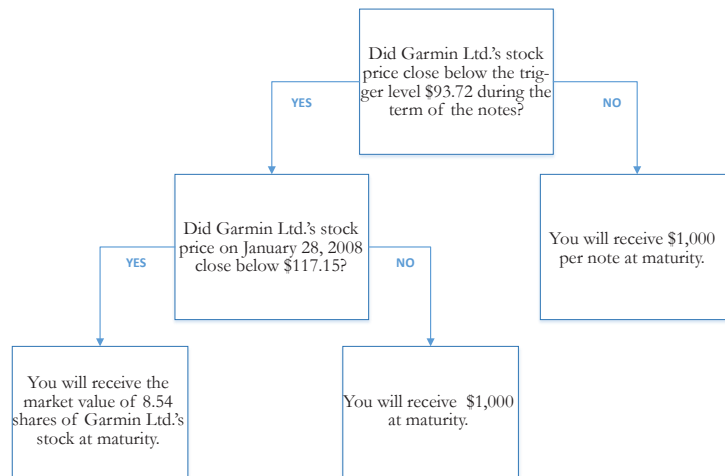 Did Garmin Ltd.'s stock
price close below the trig-
ger level $93.72 during the
term of the notes?
YES
NO
Did Garmin Ltd.'s stock
price on January 28, 2008
close below $117.15?
You will receive $1,000
per note at maturity.
YES
NO
You will receive the
market value of 8.54
shares of Garmin Ltd.'s
stock at maturity.
You will receive $1,000
at maturity.